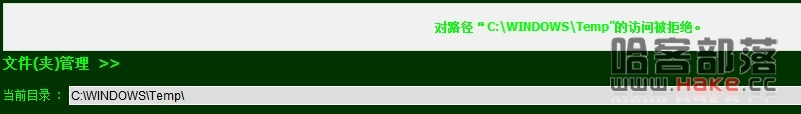 对路径“C:\WINDOWS\Temp”的访问被拒绝。
文件(夹)管理 >>
哈客部落
www.Hake.cc
当前目录：C:\WINDOWS\Temp\